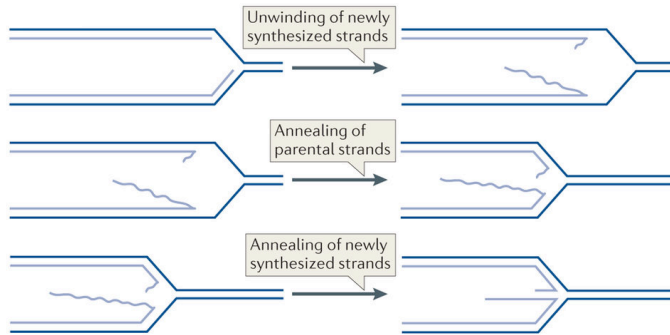 Unwinding of newly
synthesized strands
Annealing of
parental strands
Annealing of newly
synthesized strands